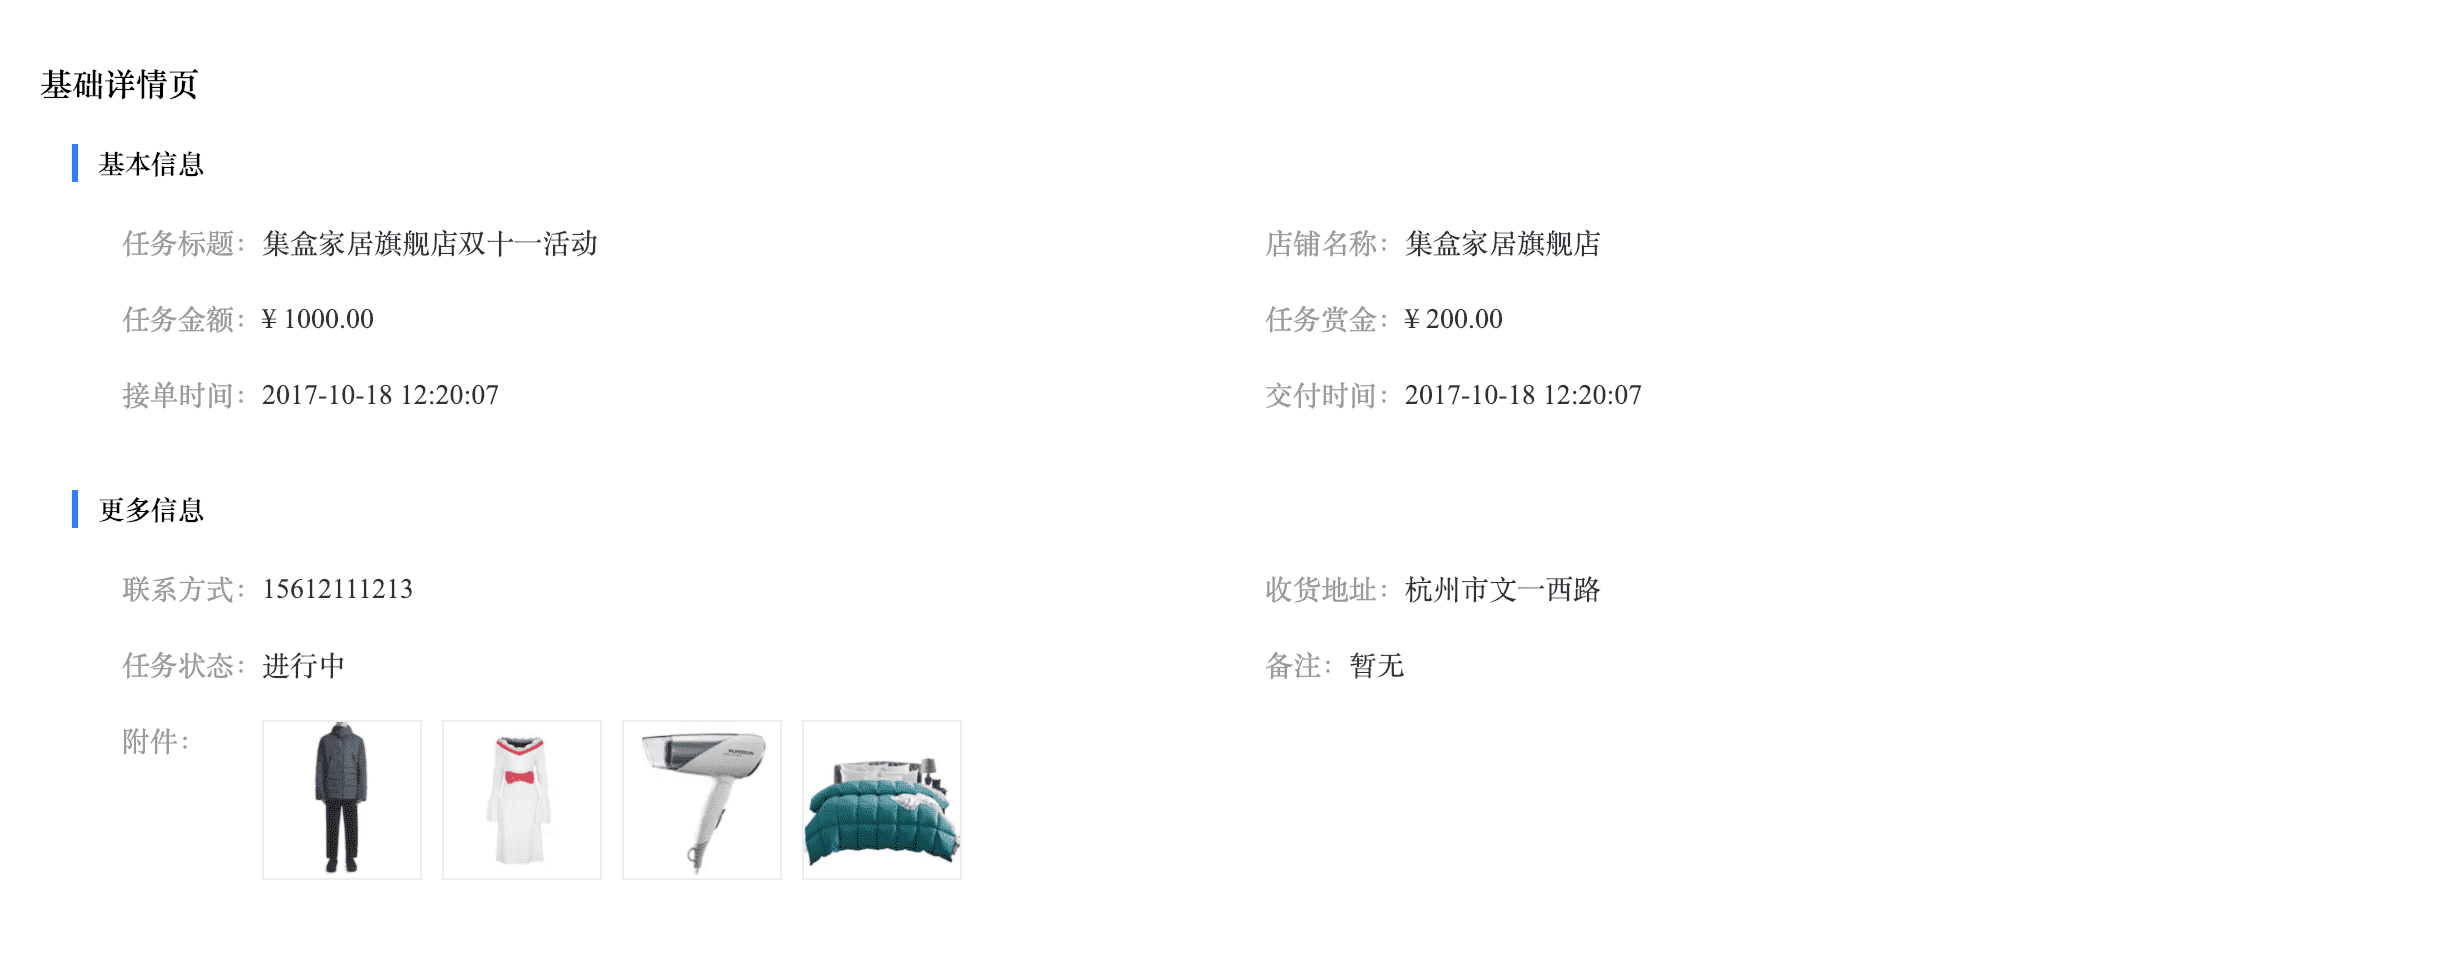 基础详情页
基本信息
任务标题：集盒家居旗舰店双十一活动
店铺名称：集盒家居旗舰店
任务金额：¥ 1000.00
任务赏金：¥ 200.00
接单时间：2017-10-18 12:20:07
交付时间：2017-10-18 12:20:07
更多信息
联系方式：15612111213
收货地址：杭州市文一西路
任务状态：进行中
备注：暂无
附件：